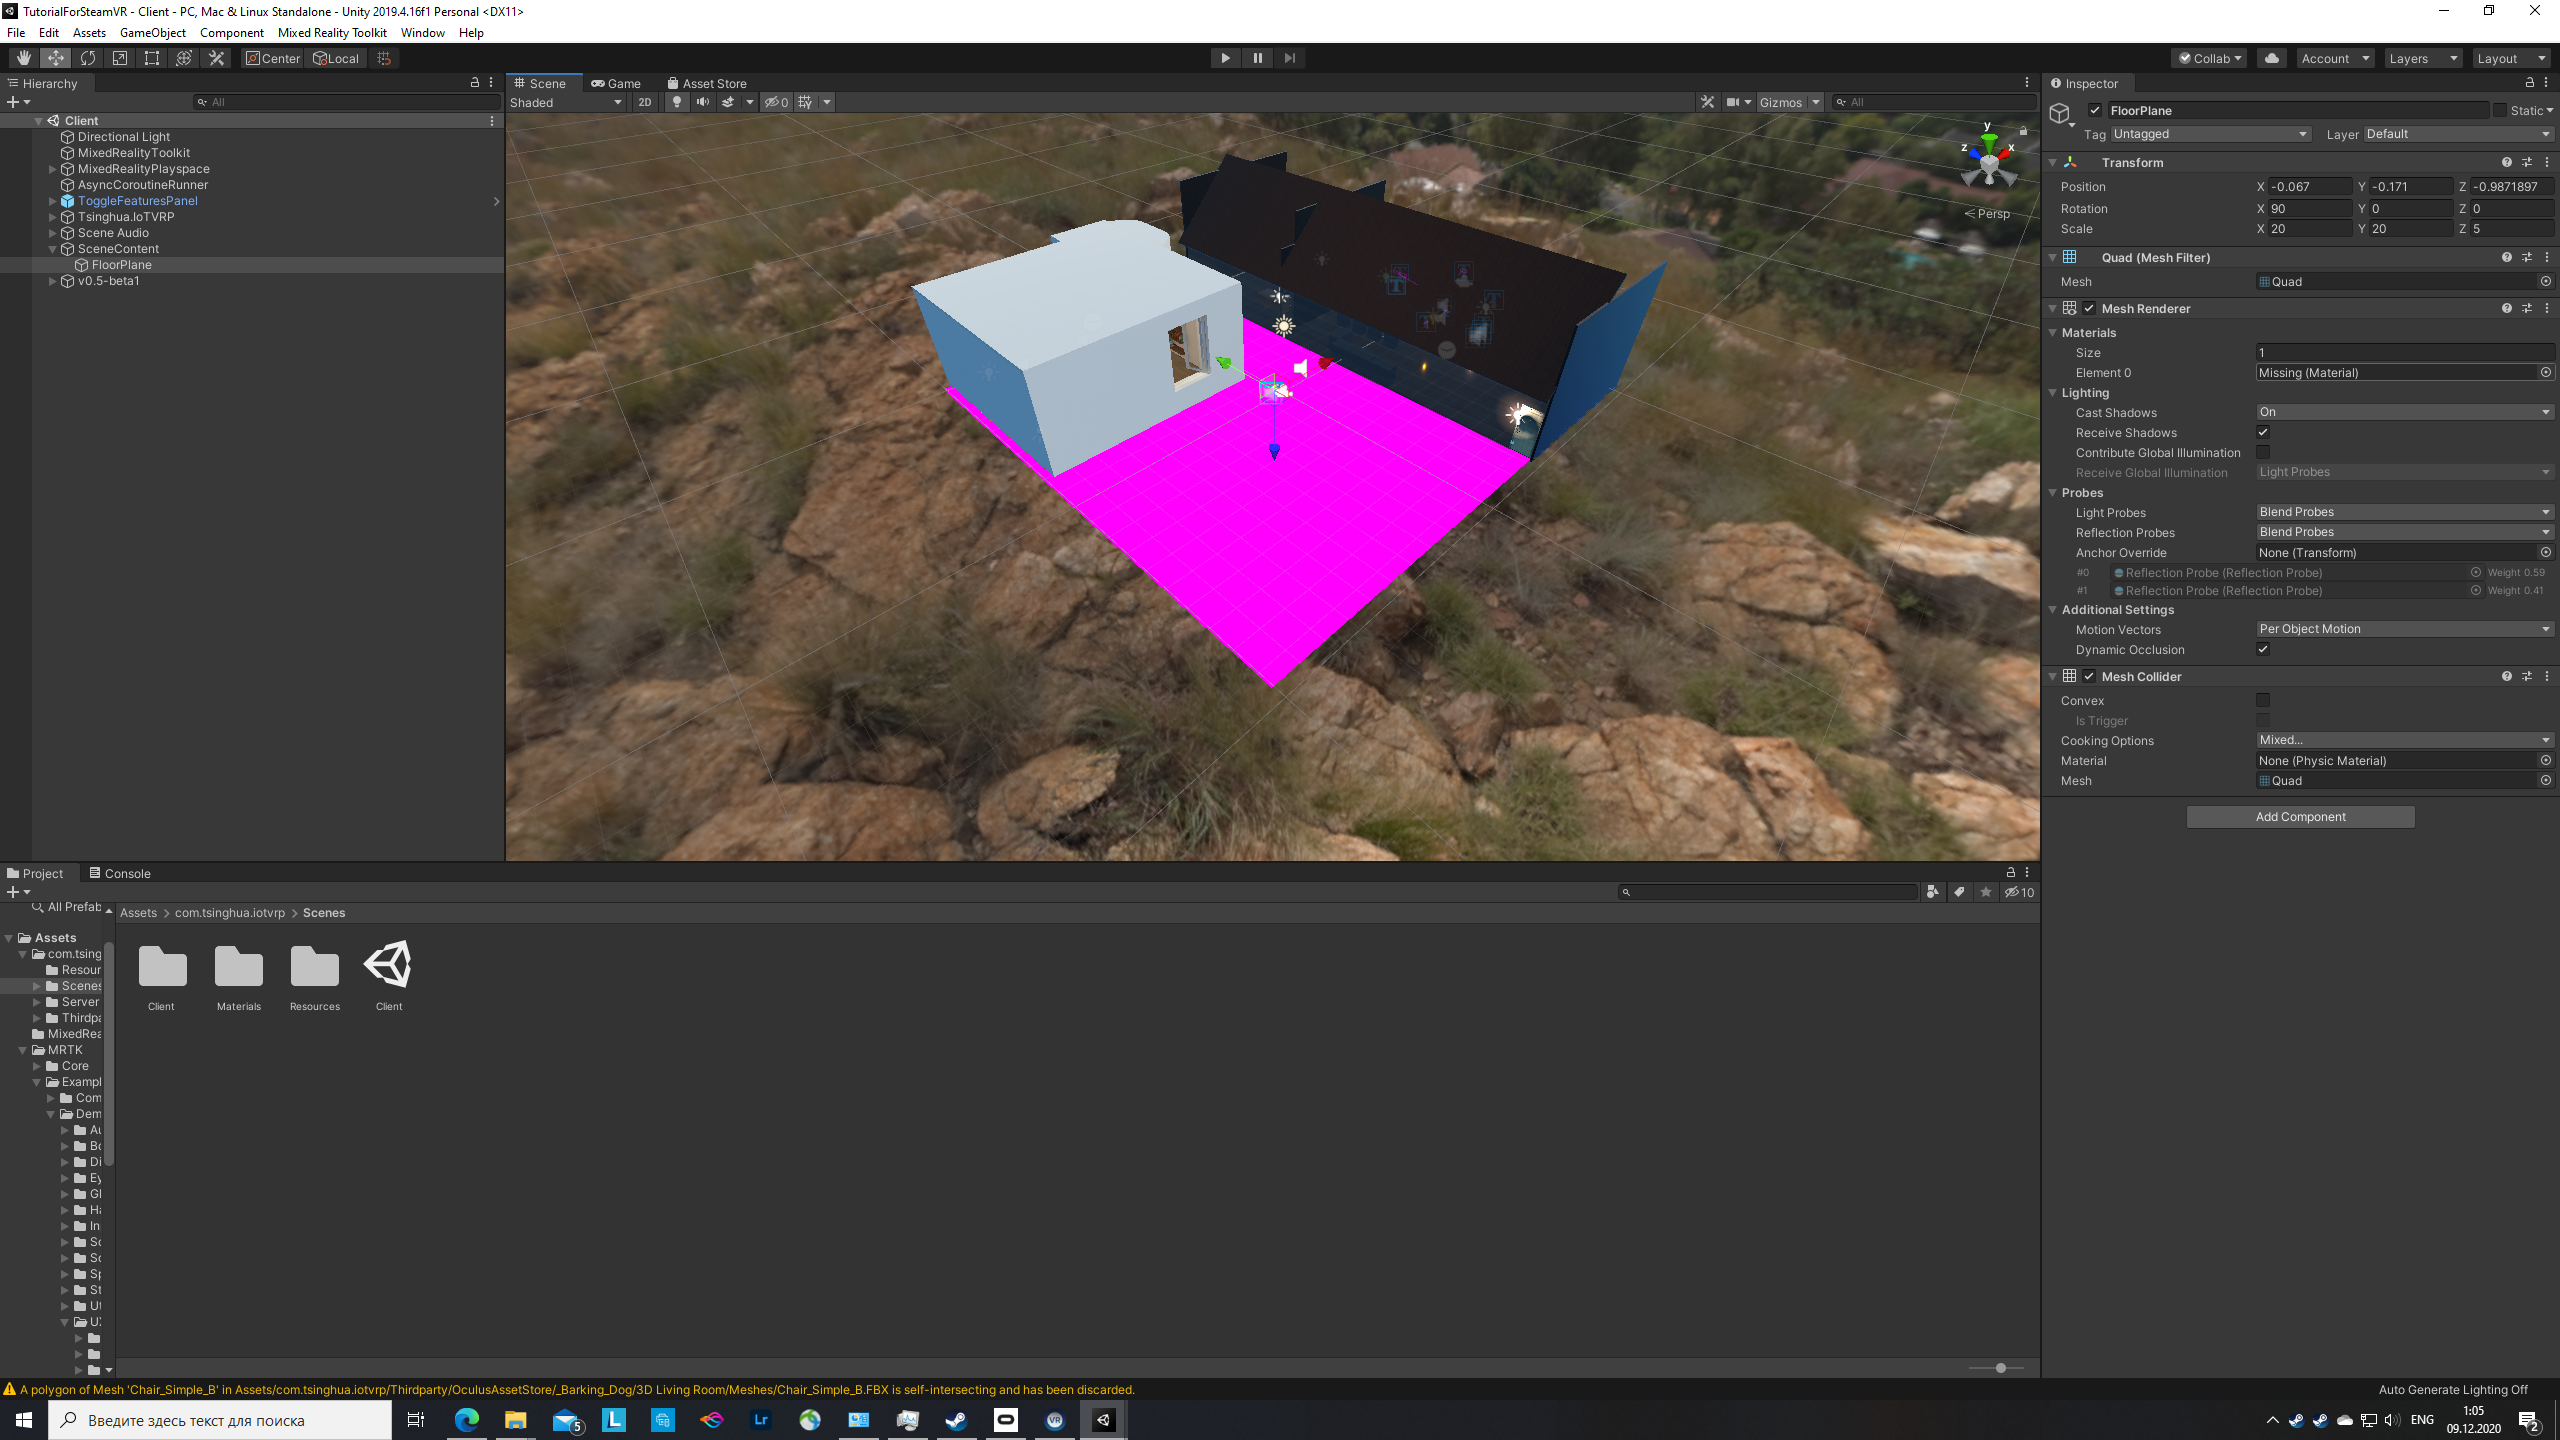 TutorialForSteamVR - Client - PC, Mac & Linux Standalone - Unity 2019.4.16f1 Personal <DX11>
File Edit Assets GameObject Component Mixed Reality Toolkit Window Help
Center Local
Collab Account Layers Layout
Hierarchy
All
Client
Directional Light
MixedRealityToolkit
MixedRealityPlayspace
AsyncCoroutineRunner
ToggleFeaturesPanel
Tsinghua.IoTVRP
Scene Audio
SceneContent
FloorPlane
v0.5-beta1
Scene Game Asset Store
Shaded 2D 0 Gizmos All
y
z x
Persp
Inspector
FloorPlane Static
Tag Untagged Layer Default
Transform
Position X -0.067 Y -0.171 Z -0.9871897
Rotation X 90 Y 0 Z 0
Scale X 20 Y 20 Z 5
Quad (Mesh Filter)
Mesh Quad
Mesh Renderer
Materials
Size 1
Element 0 Missing (Material)
Lighting
Cast Shadows On
Receive Shadows
Contribute Global Illumination
Receive Global Illumination Light Probes
Probes
Light Probes Blend Probes
Reflection Probes Blend Probes
Anchor Override None (Transform)
#0 Reflection Probe (Reflection Probe) Weight 0.59
#1 Reflection Probe (Reflection Probe) Weight 0.41
Additional Settings
Motion Vectors Per Object Motion
Dynamic Occlusion
Mesh Collider
Convex
Is Trigger
Cooking Options Mixed...
Material None (Physic Material)
Mesh Quad
Add Component
Project Console
10
All Prefab
Assets
com.tsing
Resour
Scenes
Server
Thirdpa
MixedRea
MRTK
Core
Exampl
Com
Dem
Au
Bo
Di
Ey
Gl
Ha
In
Sc
Sc
Sp
St
Ut
UX
Assets > com.tsinghua.iotvrp > Scenes
Client Materials Resources Client
A polygon of Mesh 'Chair_Simple_B' in Assets/com.tsinghua.iotvrp/Thirdparty/OculusAssetStore/_Barking_Dog/3D Living Room/Meshes/Chair_Simple_B.FBX is self-intersecting and has been discarded.
Auto Generate Lighting Off
Введите здесь текст для поиска
5
L
Lr
VR
ENG
1:05
09.12.2020
2